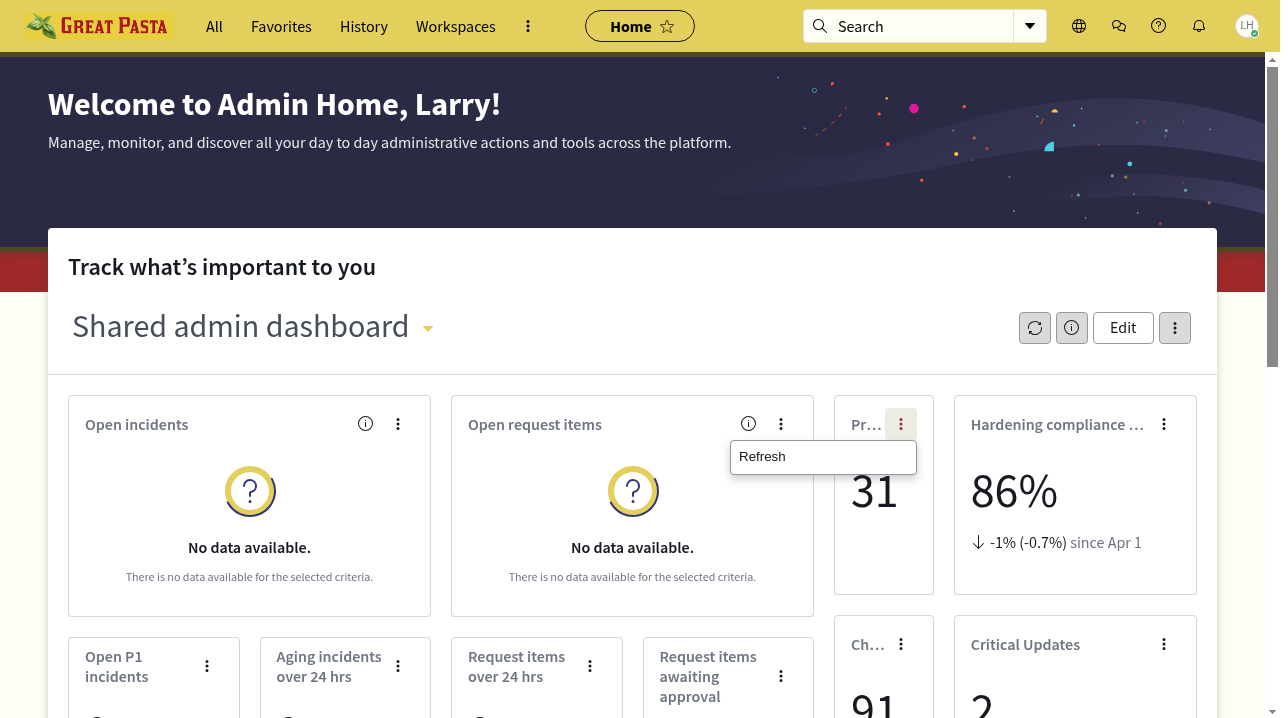 GREAT PASTA
All
Favorites
History
Workspaces
Home
Search
LH
Welcome to Admin Home, Larry!
Manage, monitor, and discover all your day to day administrative actions and tools across the platform.
Track what’s important to you
Shared admin dashboard
Edit
Open incidents
No data available.
There is no data available for the selected criteria.
Open request items
No data available.
There is no data available for the selected criteria.
Pr...
Refresh
31
Hardening compliance ...
86%
-1% (-0.7%) since Apr 1
Open P1
incidents
Aging incidents
over 24 hrs
Request items
over 24 hrs
Request items
awaiting
approval
Ch...
91
Critical Updates
2